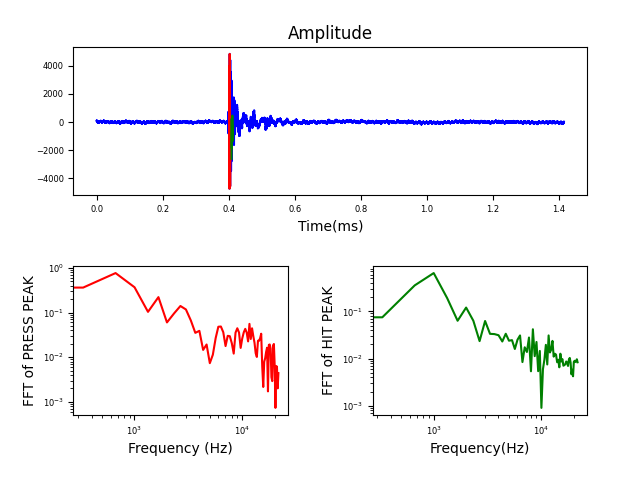 Amplitude
4000
2000
0
−2000
−4000
0.0 0.2 0.4 0.6 0.8 1.0 1.2 1.4
Time(ms)
FFT of PRESS PEAK
10⁰
10⁻¹
10⁻²
10⁻³
10³ 10⁴
Frequency (Hz)
FFT of HIT PEAK
10⁻¹
10⁻²
10⁻³
10³ 10⁴
Frequency(Hz)